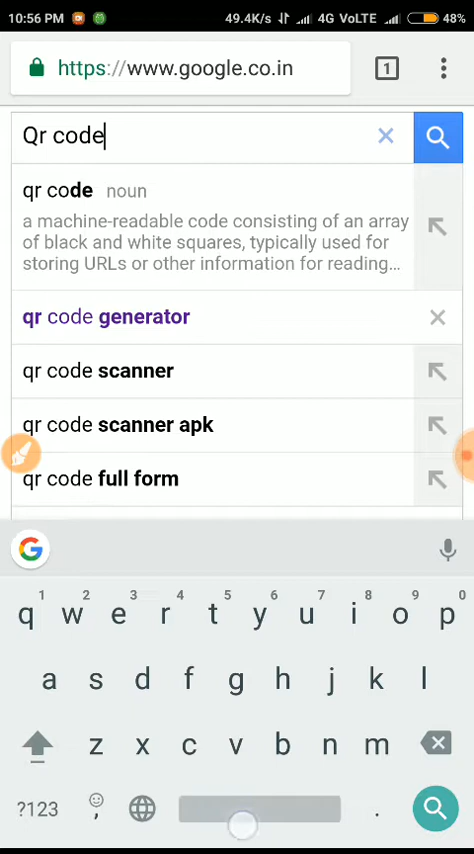 10:56 PM 49.4K/s 4G VoLTE 48%
https://www.google.co.in 1
Qr code
qr code noun
a machine-readable code consisting of an array
of black and white squares, typically used for
storing URLs or other information for reading...
qr code generator
qr code scanner
qr code scanner apk
qr code full form
G
1 2 3 4 5 6 7 8 9 0
q w e r t y u i o p
a s d f g h j k l
z x c v b n m
?123 , .